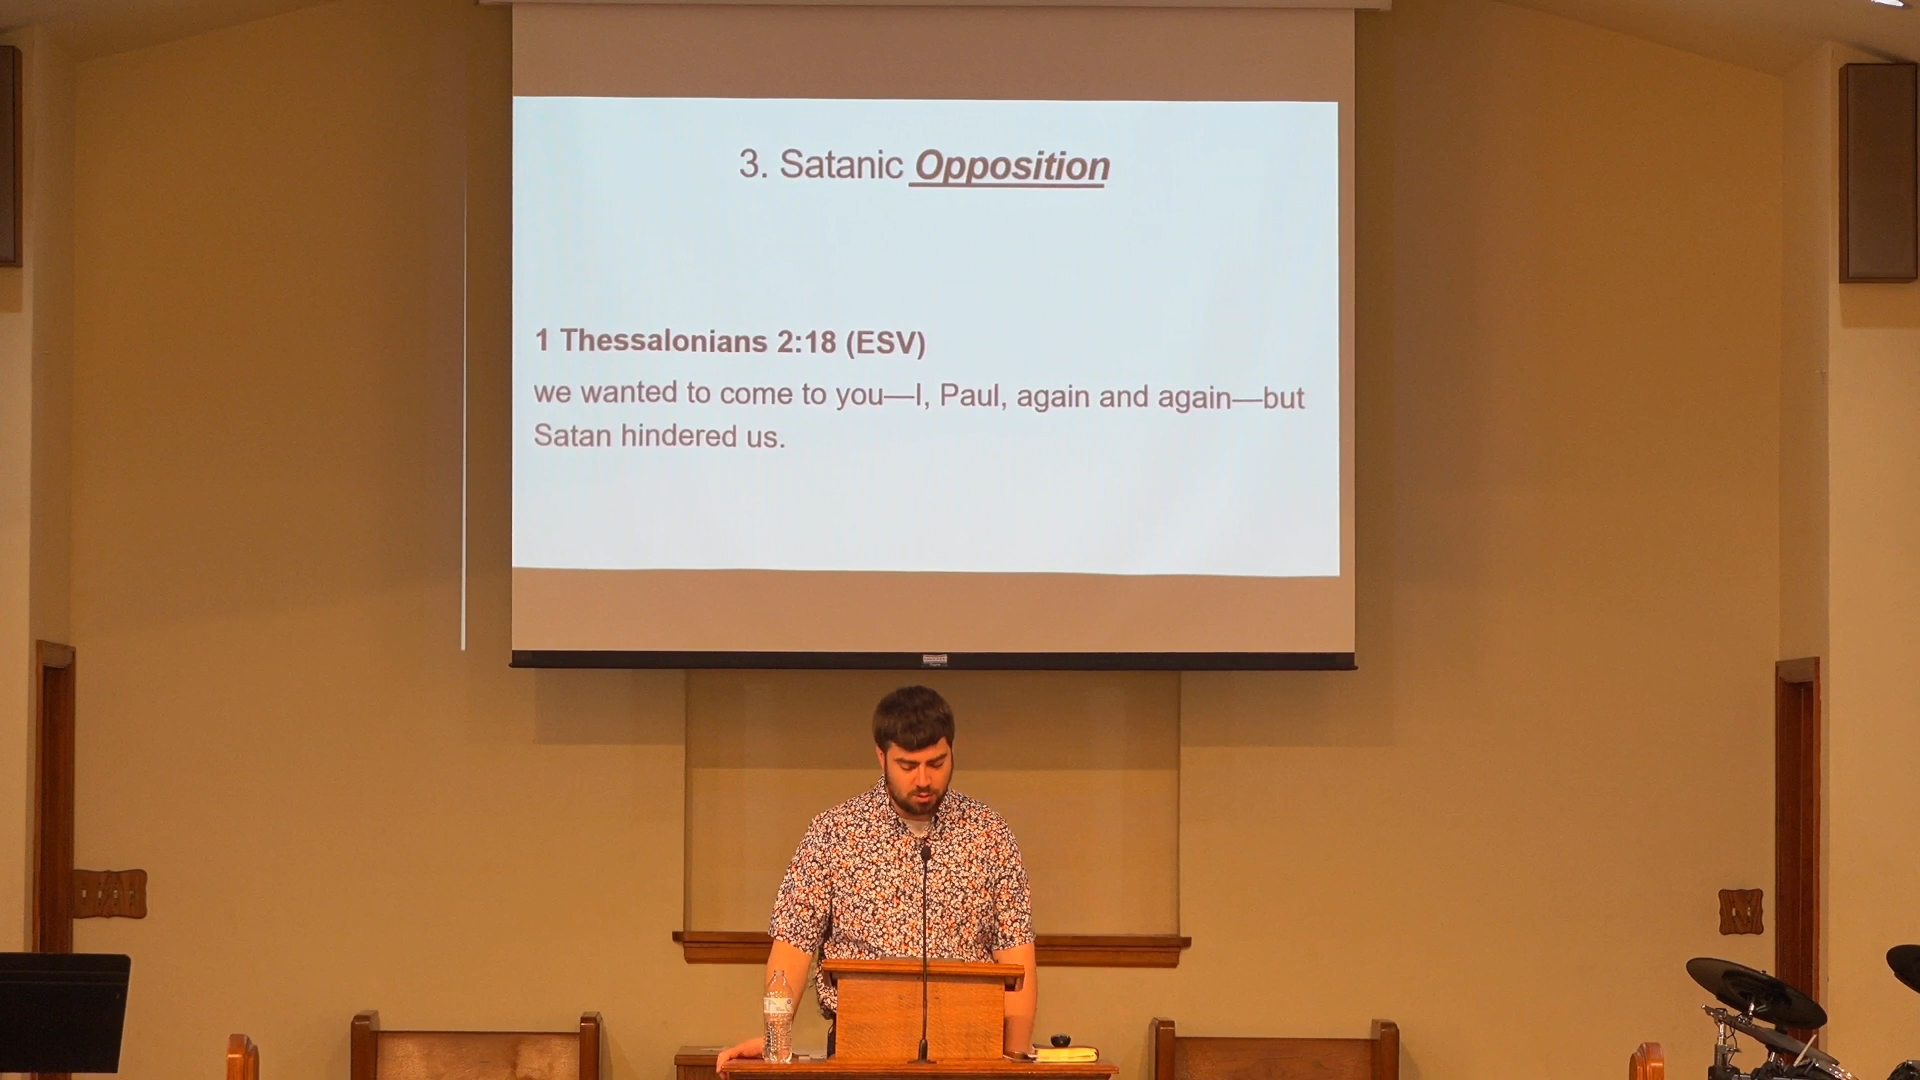 3. Satanic Opposition
1 Thessalonians 2:18 (ESV)
we wanted to come to you—I, Paul, again and again—but
Satan hindered us.